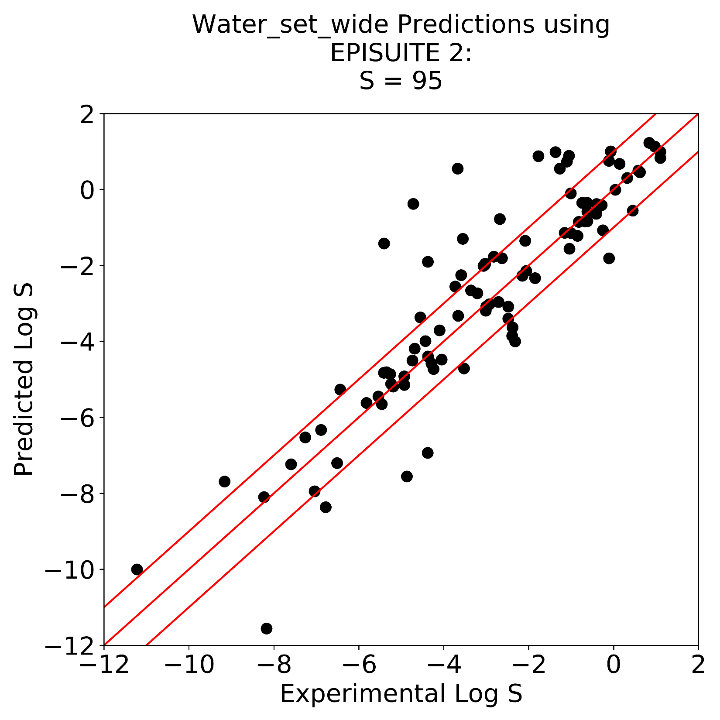 Water_set_wide Predictions using
EPISUITE 2:
S = 95
2
0
−2
−4
−6
−8
−10
−12
Predicted Log S
−12 −10 −8 −6 −4 −2 0 2
Experimental Log S